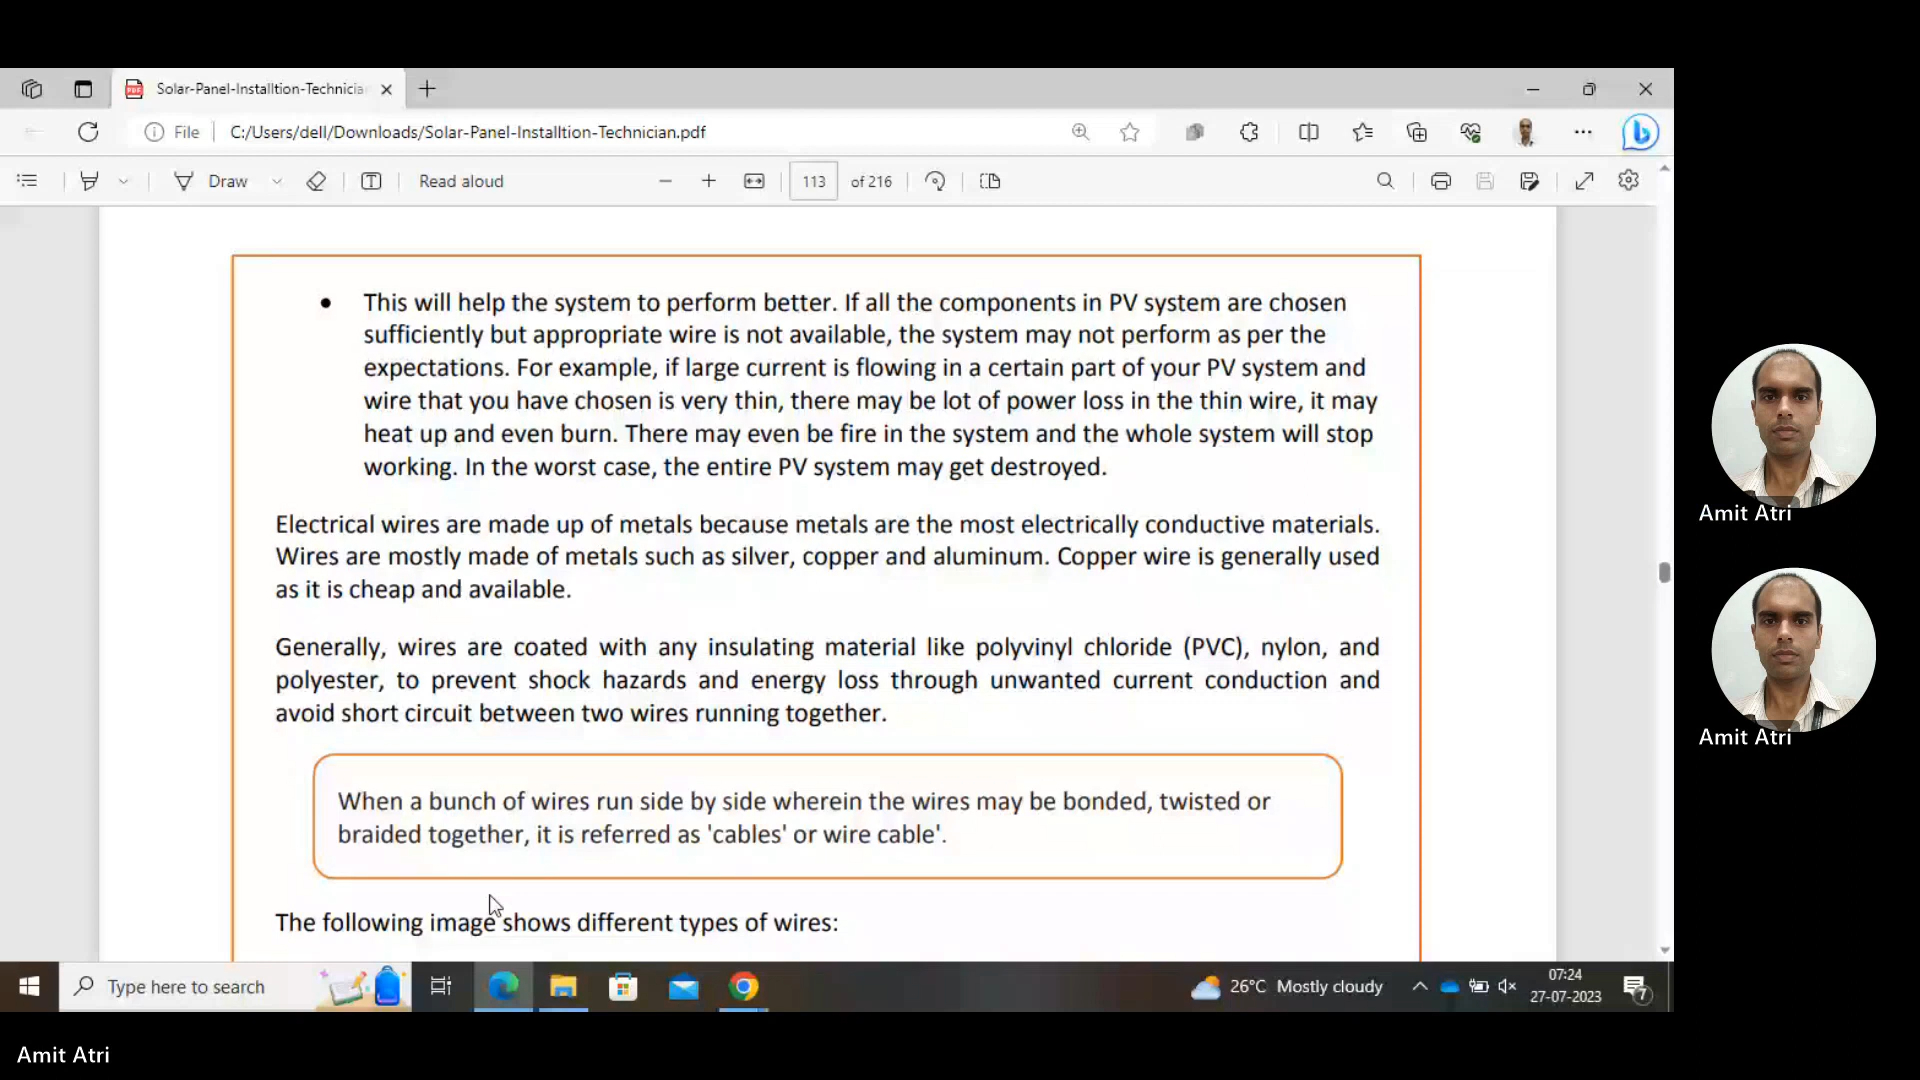 Solar-Panel-Installtion-Technicia
File
C:/Users/dell/Downloads/Solar-Panel-Installtion-Technician.pdf
Draw
Read aloud
113
of 216
• This will help the system to perform better. If all the components in PV system are chosen
sufficiently but appropriate wire is not available, the system may not perform as per the
expectations. For example, if large current is flowing in a certain part of your PV system and
wire that you have chosen is very thin, there may be lot of power loss in the thin wire, it may
heat up and even burn. There may even be fire in the system and the whole system will stop
working. In the worst case, the entire PV system may get destroyed.
Electrical wires are made up of metals because metals are the most electrically conductive materials.
Wires are mostly made of metals such as silver, copper and aluminum. Copper wire is generally used
as it is cheap and available.
Generally, wires are coated with any insulating material like polyvinyl chloride (PVC), nylon, and
polyester, to prevent shock hazards and energy loss through unwanted current conduction and
avoid short circuit between two wires running together.
When a bunch of wires run side by side wherein the wires may be bonded, twisted or
braided together, it is referred as 'cables' or wire cable'.
The following image shows different types of wires:
Type here to search
26°C Mostly cloudy
07:24
27-07-2023
7
Amit Atri
Amit Atri
Amit Atri